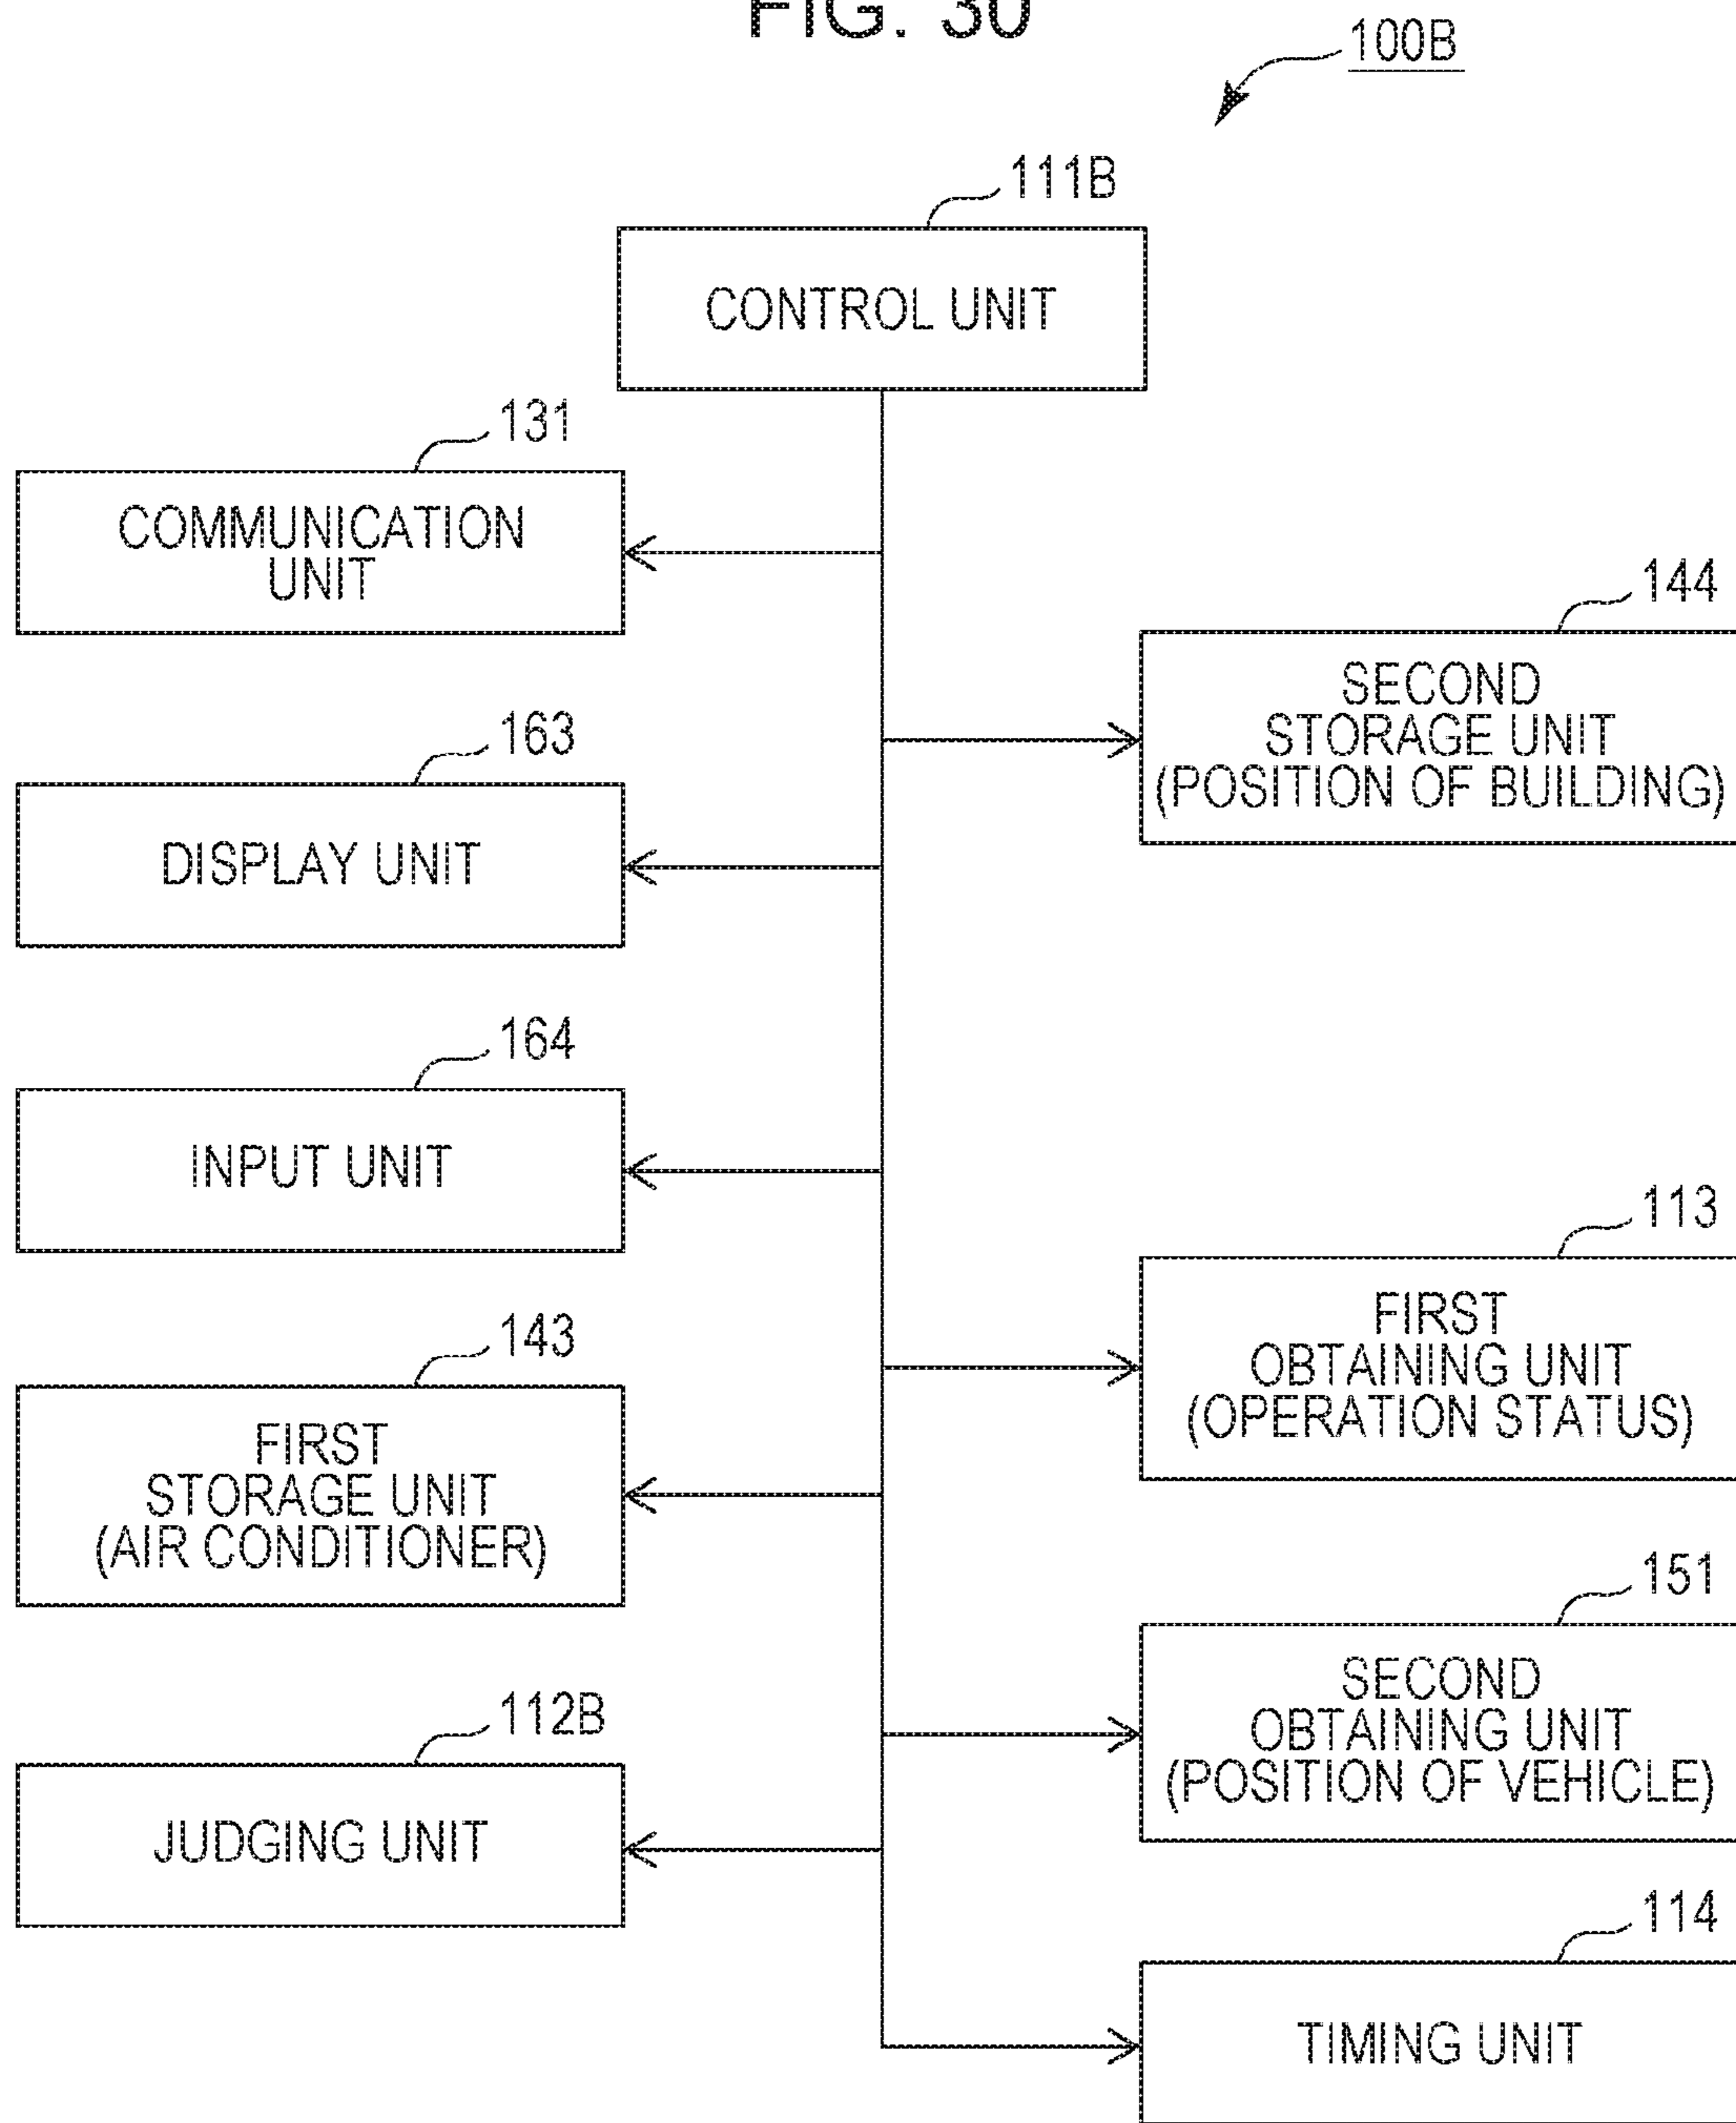 FIG. 30
100B
111B
CONTROL UNIT
131
COMMUNICATION
UNIT
144
SECOND
STORAGE UNIT
(POSITION OF BUILDING)
163
DISPLAY UNIT
164
INPUT UNIT
113
FIRST
OBTAINING UNIT
(OPERATION STATUS)
143
FIRST
STORAGE UNIT
(AIR CONDITIONER)
151
SECOND
OBTAINING UNIT
(POSITION OF VEHICLE)
112B
JUDGING UNIT
114
TIMING UNIT